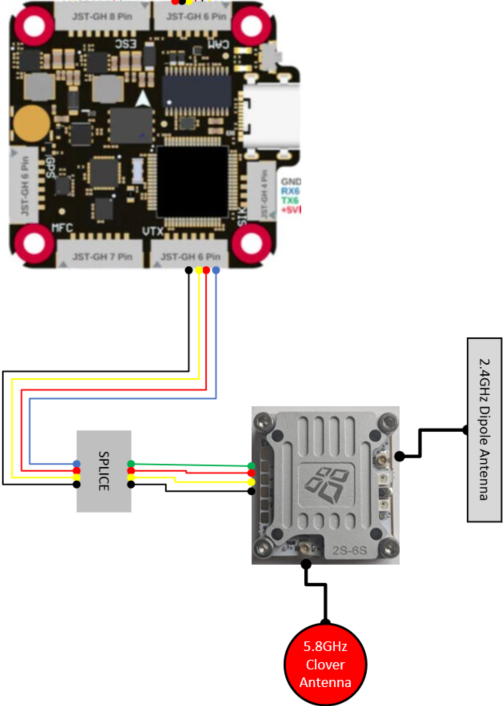 JST-GH 8 Pin
JST-GH 6 Pin
ESC
CAM
JST-GH 6 Pin
GPS
JST-GH 4 Pin
SIK
GND
RX6
TX6
+5V
MFC
VTX
JST-GH 7 Pin
JST-GH 6 Pin
2.4GHz Dipole Antenna
SPLICE
2S-6S
5.8GHz
Clover
Antenna